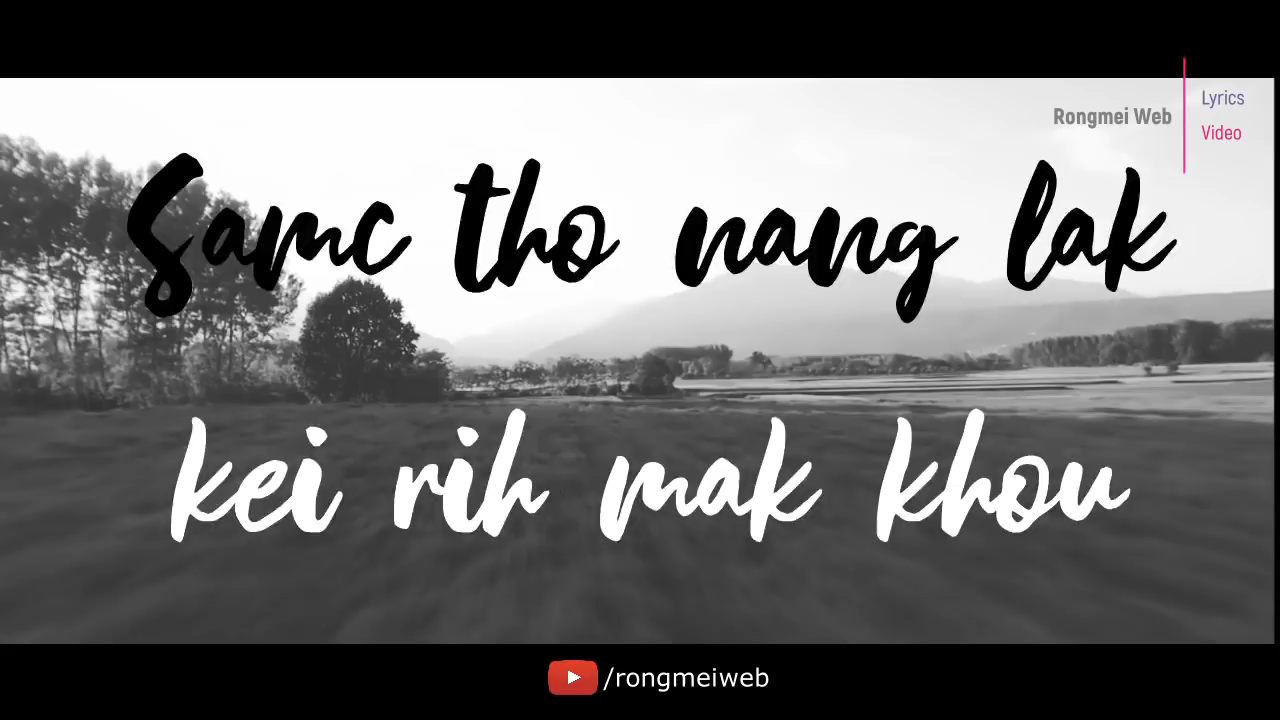 Rongmei Web
Lyrics
Video
Samc tho nang lak
kei rih mak khou
/rongmeiweb